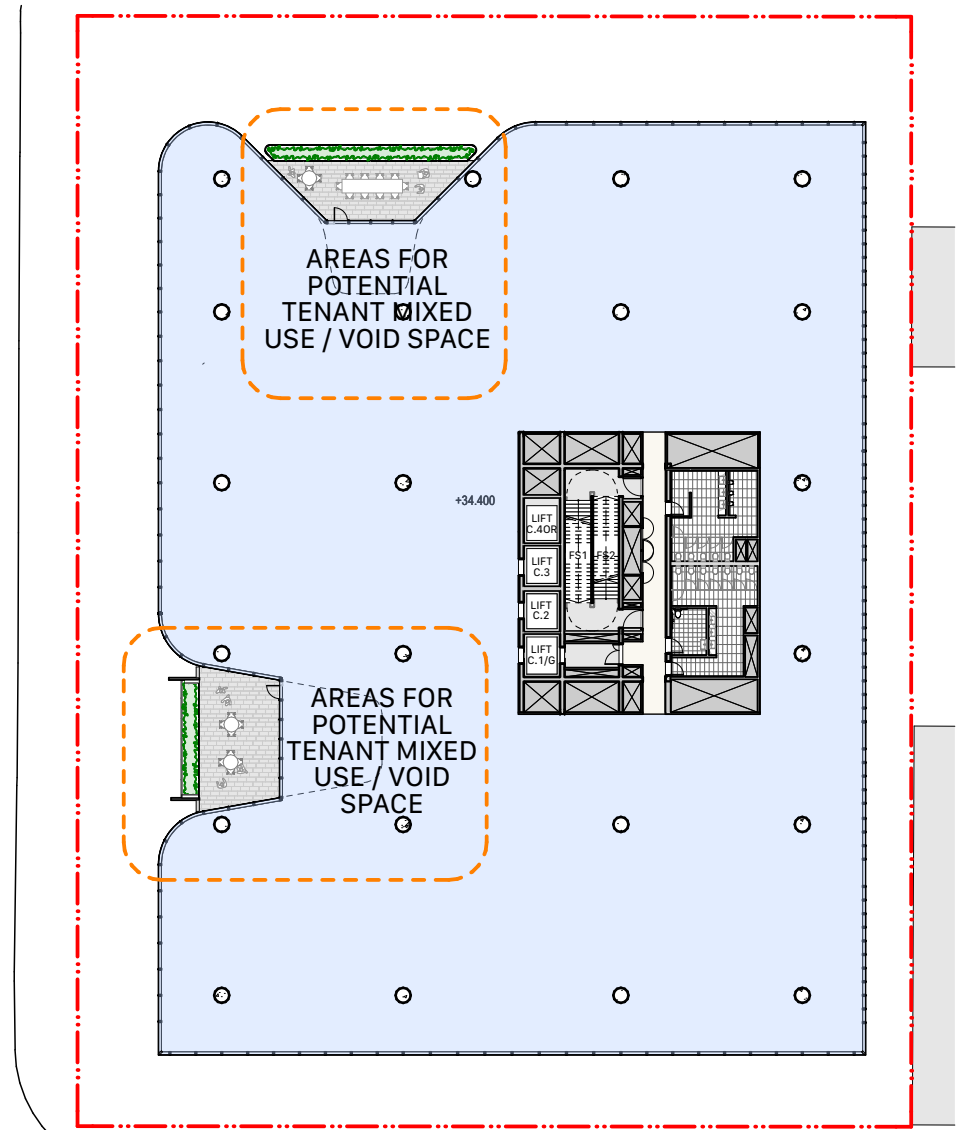 AREAS FOR
POTENTIAL
TENANT MIXED
USE / VOID SPACE
+34.400
LIFT
C.4OR
LIFT
C.3
FS1
FS2
LIFT
C.2
LIFT
C.1/G
AREAS FOR
POTENTIAL
TENANT MIXED
USE / VOID
SPACE